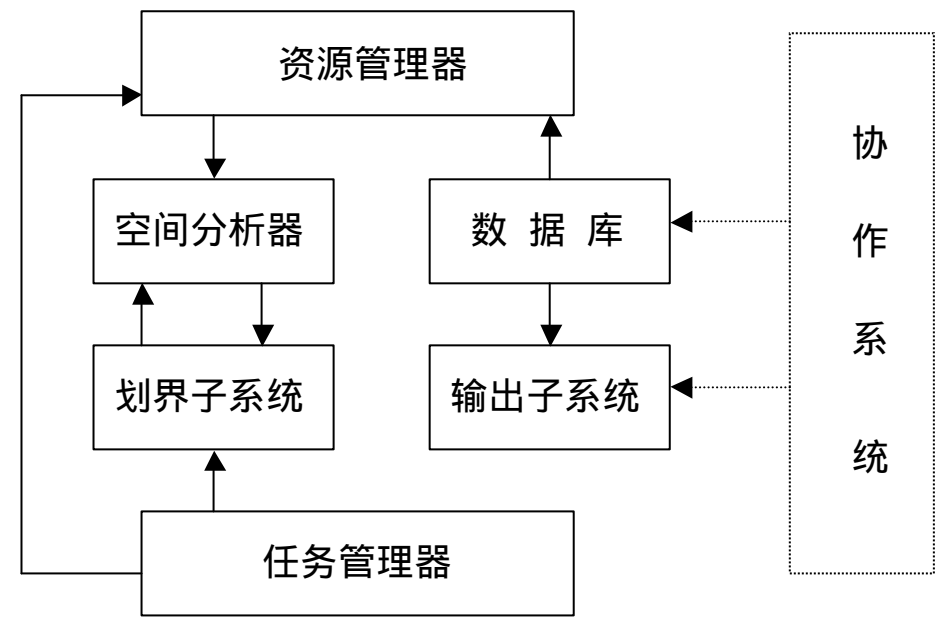 资源管理器
空间分析器
数 据 库
划界子系统
输出子系统
任务管理器
协
作
系
统